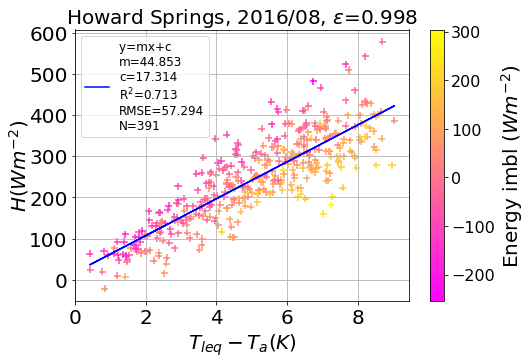 Howard Springs, 2016/08, ε=0.998
y=mx+c
m=44.853
c=17.314
R²=0.713
RMSE=57.294
N=391
600
500
400
300
200
100
0
H(Wm⁻²)
0 2 4 6 8
T_leq − T_a(K)
300
200
100
0
−100
−200
Energy imbl (Wm⁻²)